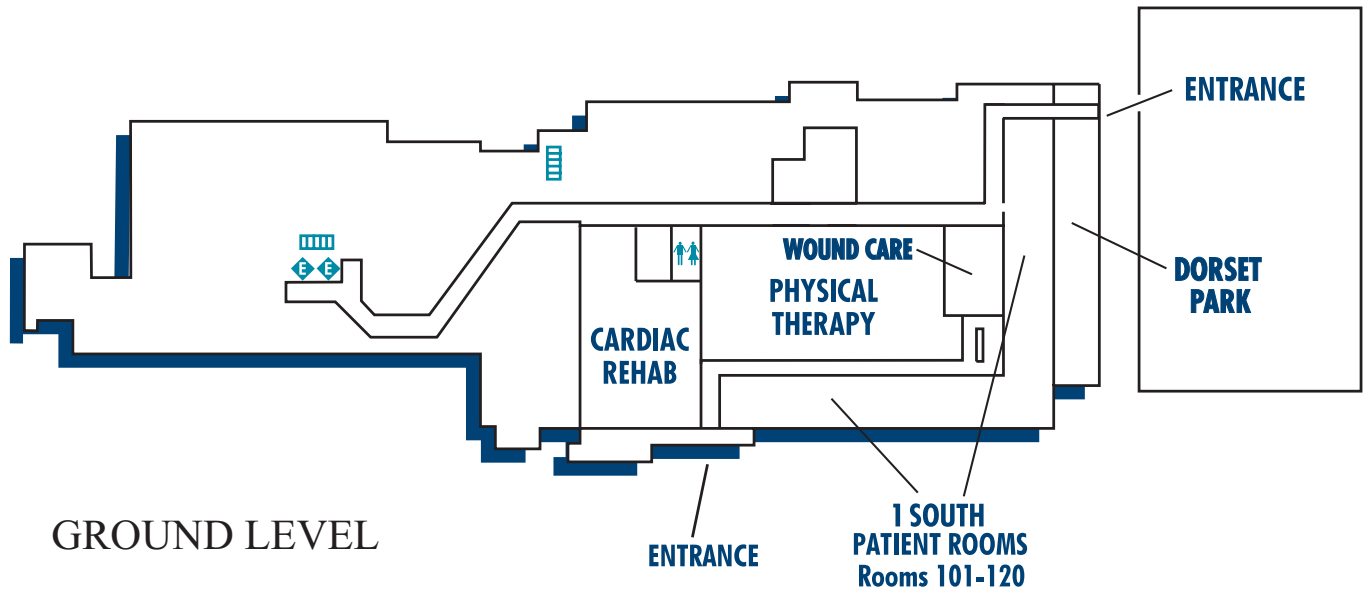 ENTRANCE
WOUND CARE
DORSET
PARK
PHYSICAL
THERAPY
E E
CARDIAC
REHAB
1 SOUTH
PATIENT ROOMS
Rooms 101-120
GROUND LEVEL
ENTRANCE